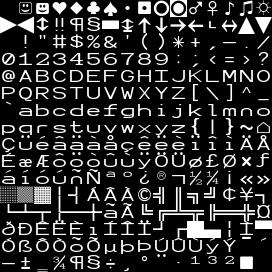 ☺☻♥♦♣♠•◘○◙♂♀♪♫☼
►◄↕‼¶§▬↨↑↓→←∟↔▲▼
!"#$%&'()*+,-./
0123456789:;<=>?
@ABCDEFGHIJKLMNO
PQRSTUVWXYZ[\]^_
`abcdefghijklmno
pqrstuvwxyz{|}~⌂
ÇüéâäàåçêëèïîìÄÅ
ÉæÆôöòûùÿÖÜø£Ø×ƒ
áíóúñÑªº¿®¬½¼¡«»
░▒▓│┤ÁÂÀ©╣║╗╝¢¥┐
└┴┬├─┼ãÃ╚╔╩╦╠═╬¤
ðÐÊËÈıÍÎÏ┘┌█▄¦Ì▀
ÓßÔÒõÕµþÞÚÛÙýÝ¯´
­±‗¾¶§÷¸°¨·¹³²■